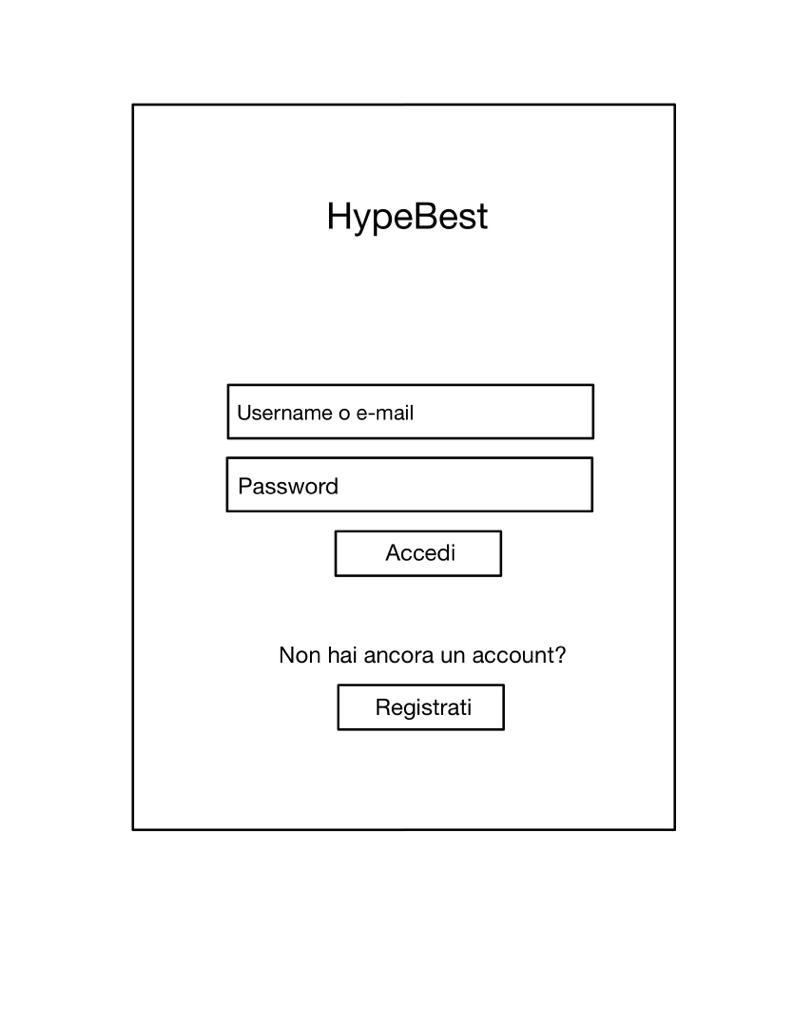 HypeBest
Username o e-mail
Password
Accedi
Non hai ancora un account?
Registrati